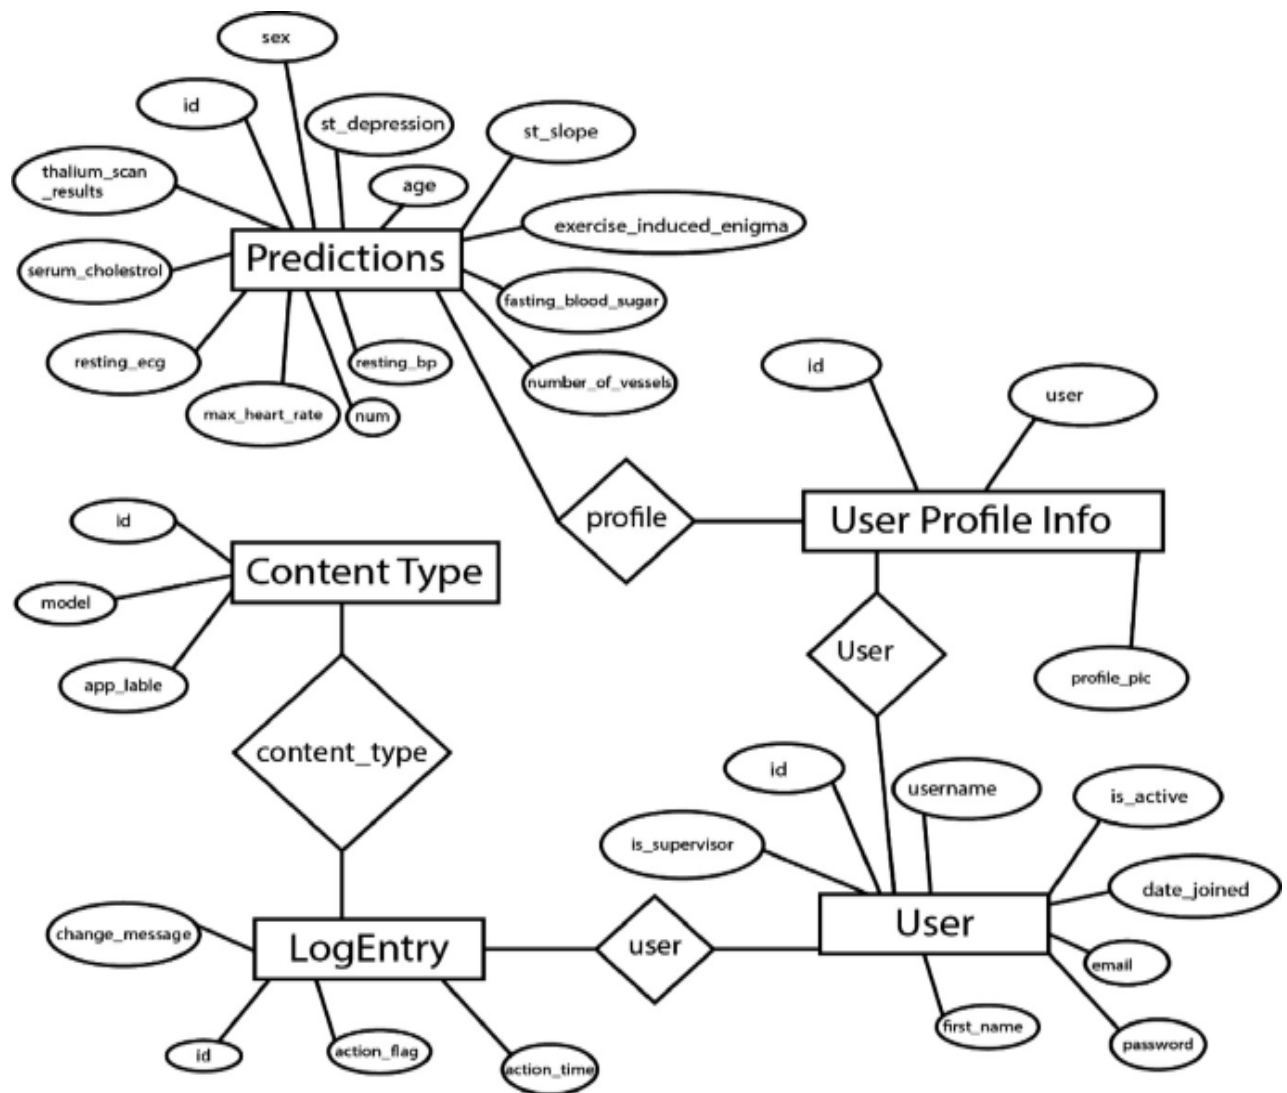 sex
id
st_depression
st_slope
thalium_scan
_results
age
exercise_induced_enigma
Predictions
serum_cholestrol
fasting_blood_sugar
resting_ecg
resting_bp
number_of_vessels
max_heart_rate
num
id
user
profile
User Profile Info
id
Content Type
model
app_lable
User
profile_pic
content_type
id
username
is_active
is_supervisor
date_joined
change_message
LogEntry
user
User
email
id
action_flag
action_time
first_name
password